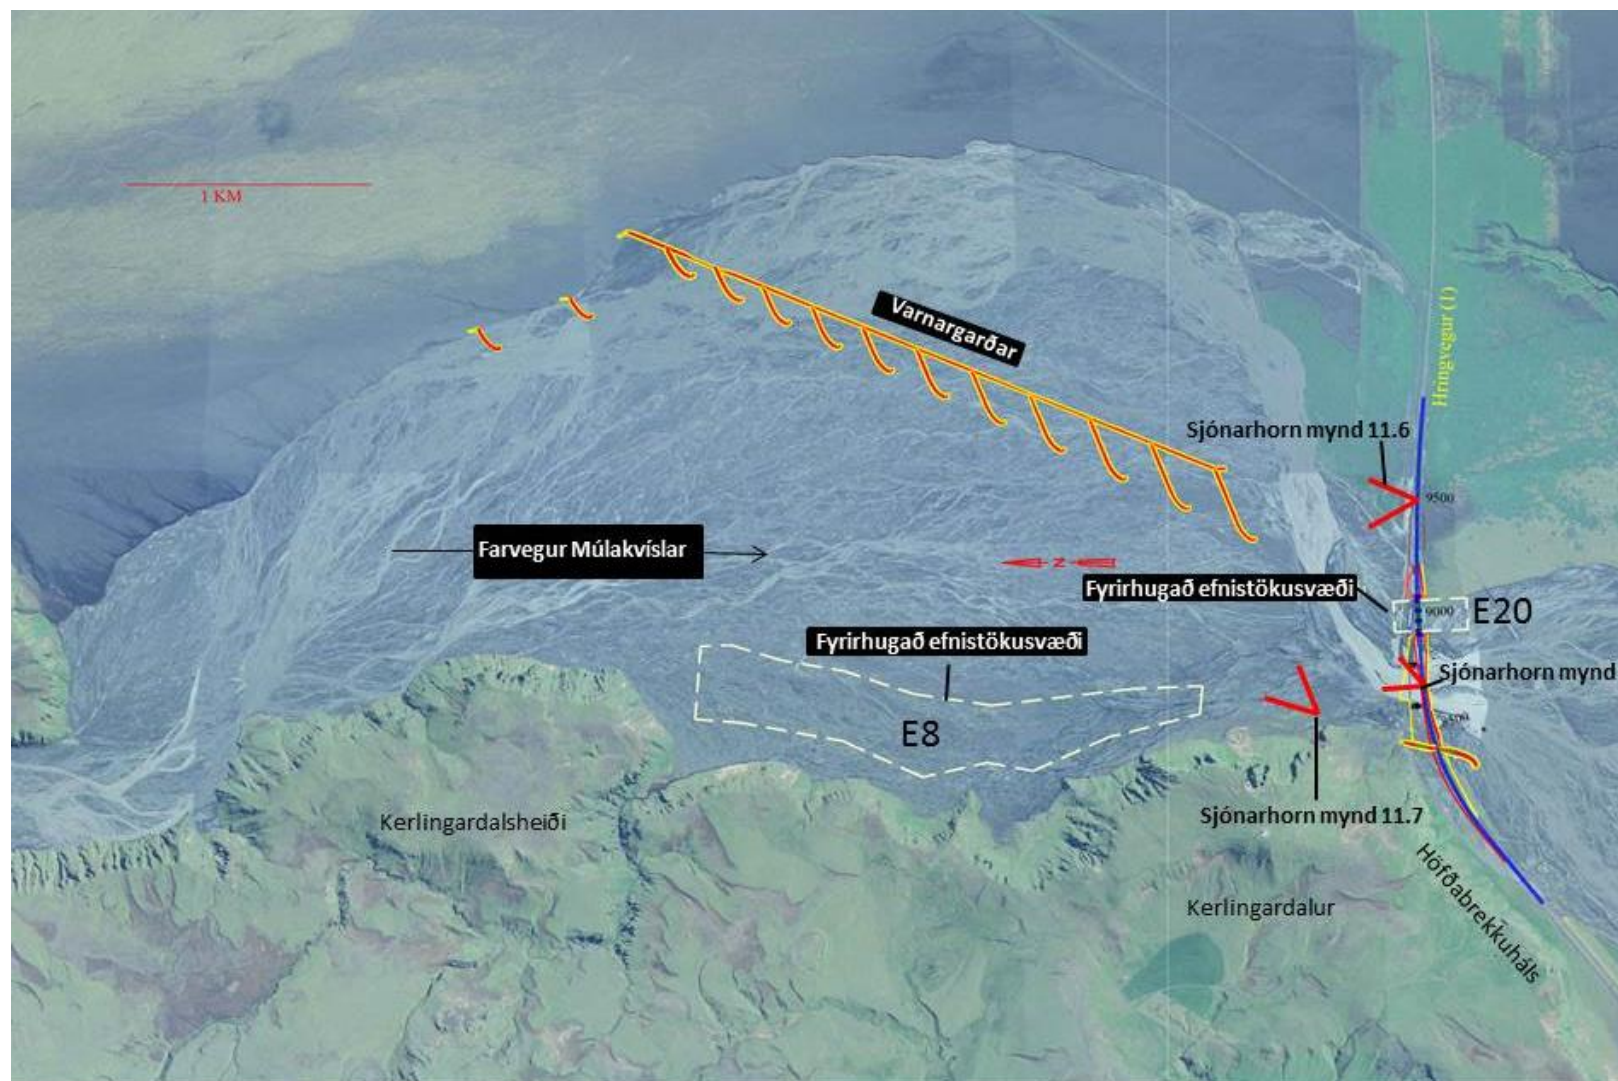 1 KM
Varnargarðar
Hringvegur (1)
Sjónarhorn mynd 11.6
9500
Farvegur Múlakvíslar
N
Fyrirhugað efnistökusvæði
9000
E20
Fyrirhugað efnistökusvæði
Sjónarhorn mynd
E8
Sjónarhorn mynd 11.7
Kerlingardalsheiði
Höfðabrekkuháls
Kerlingardalur